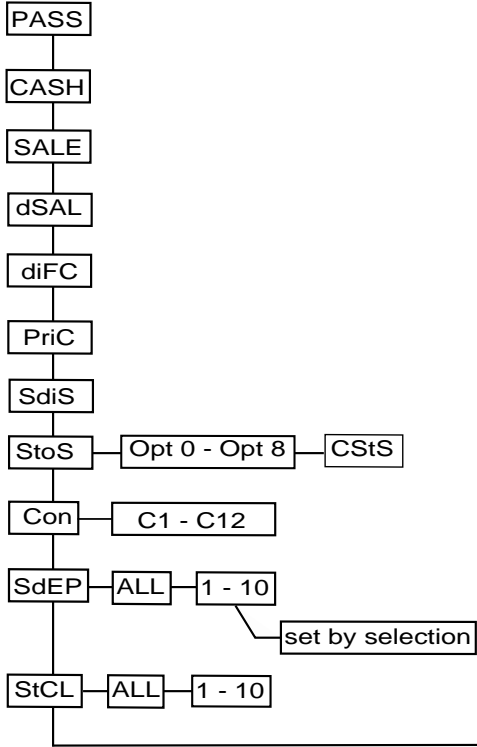 PASS
CASH
SALE
dSAL
diFC
PriC
SdiS
StoS Opt 0 - Opt 8 CStS
Con C1 - C12
SdEP ALL 1 - 10
set by selection
StCL ALL 1 - 10